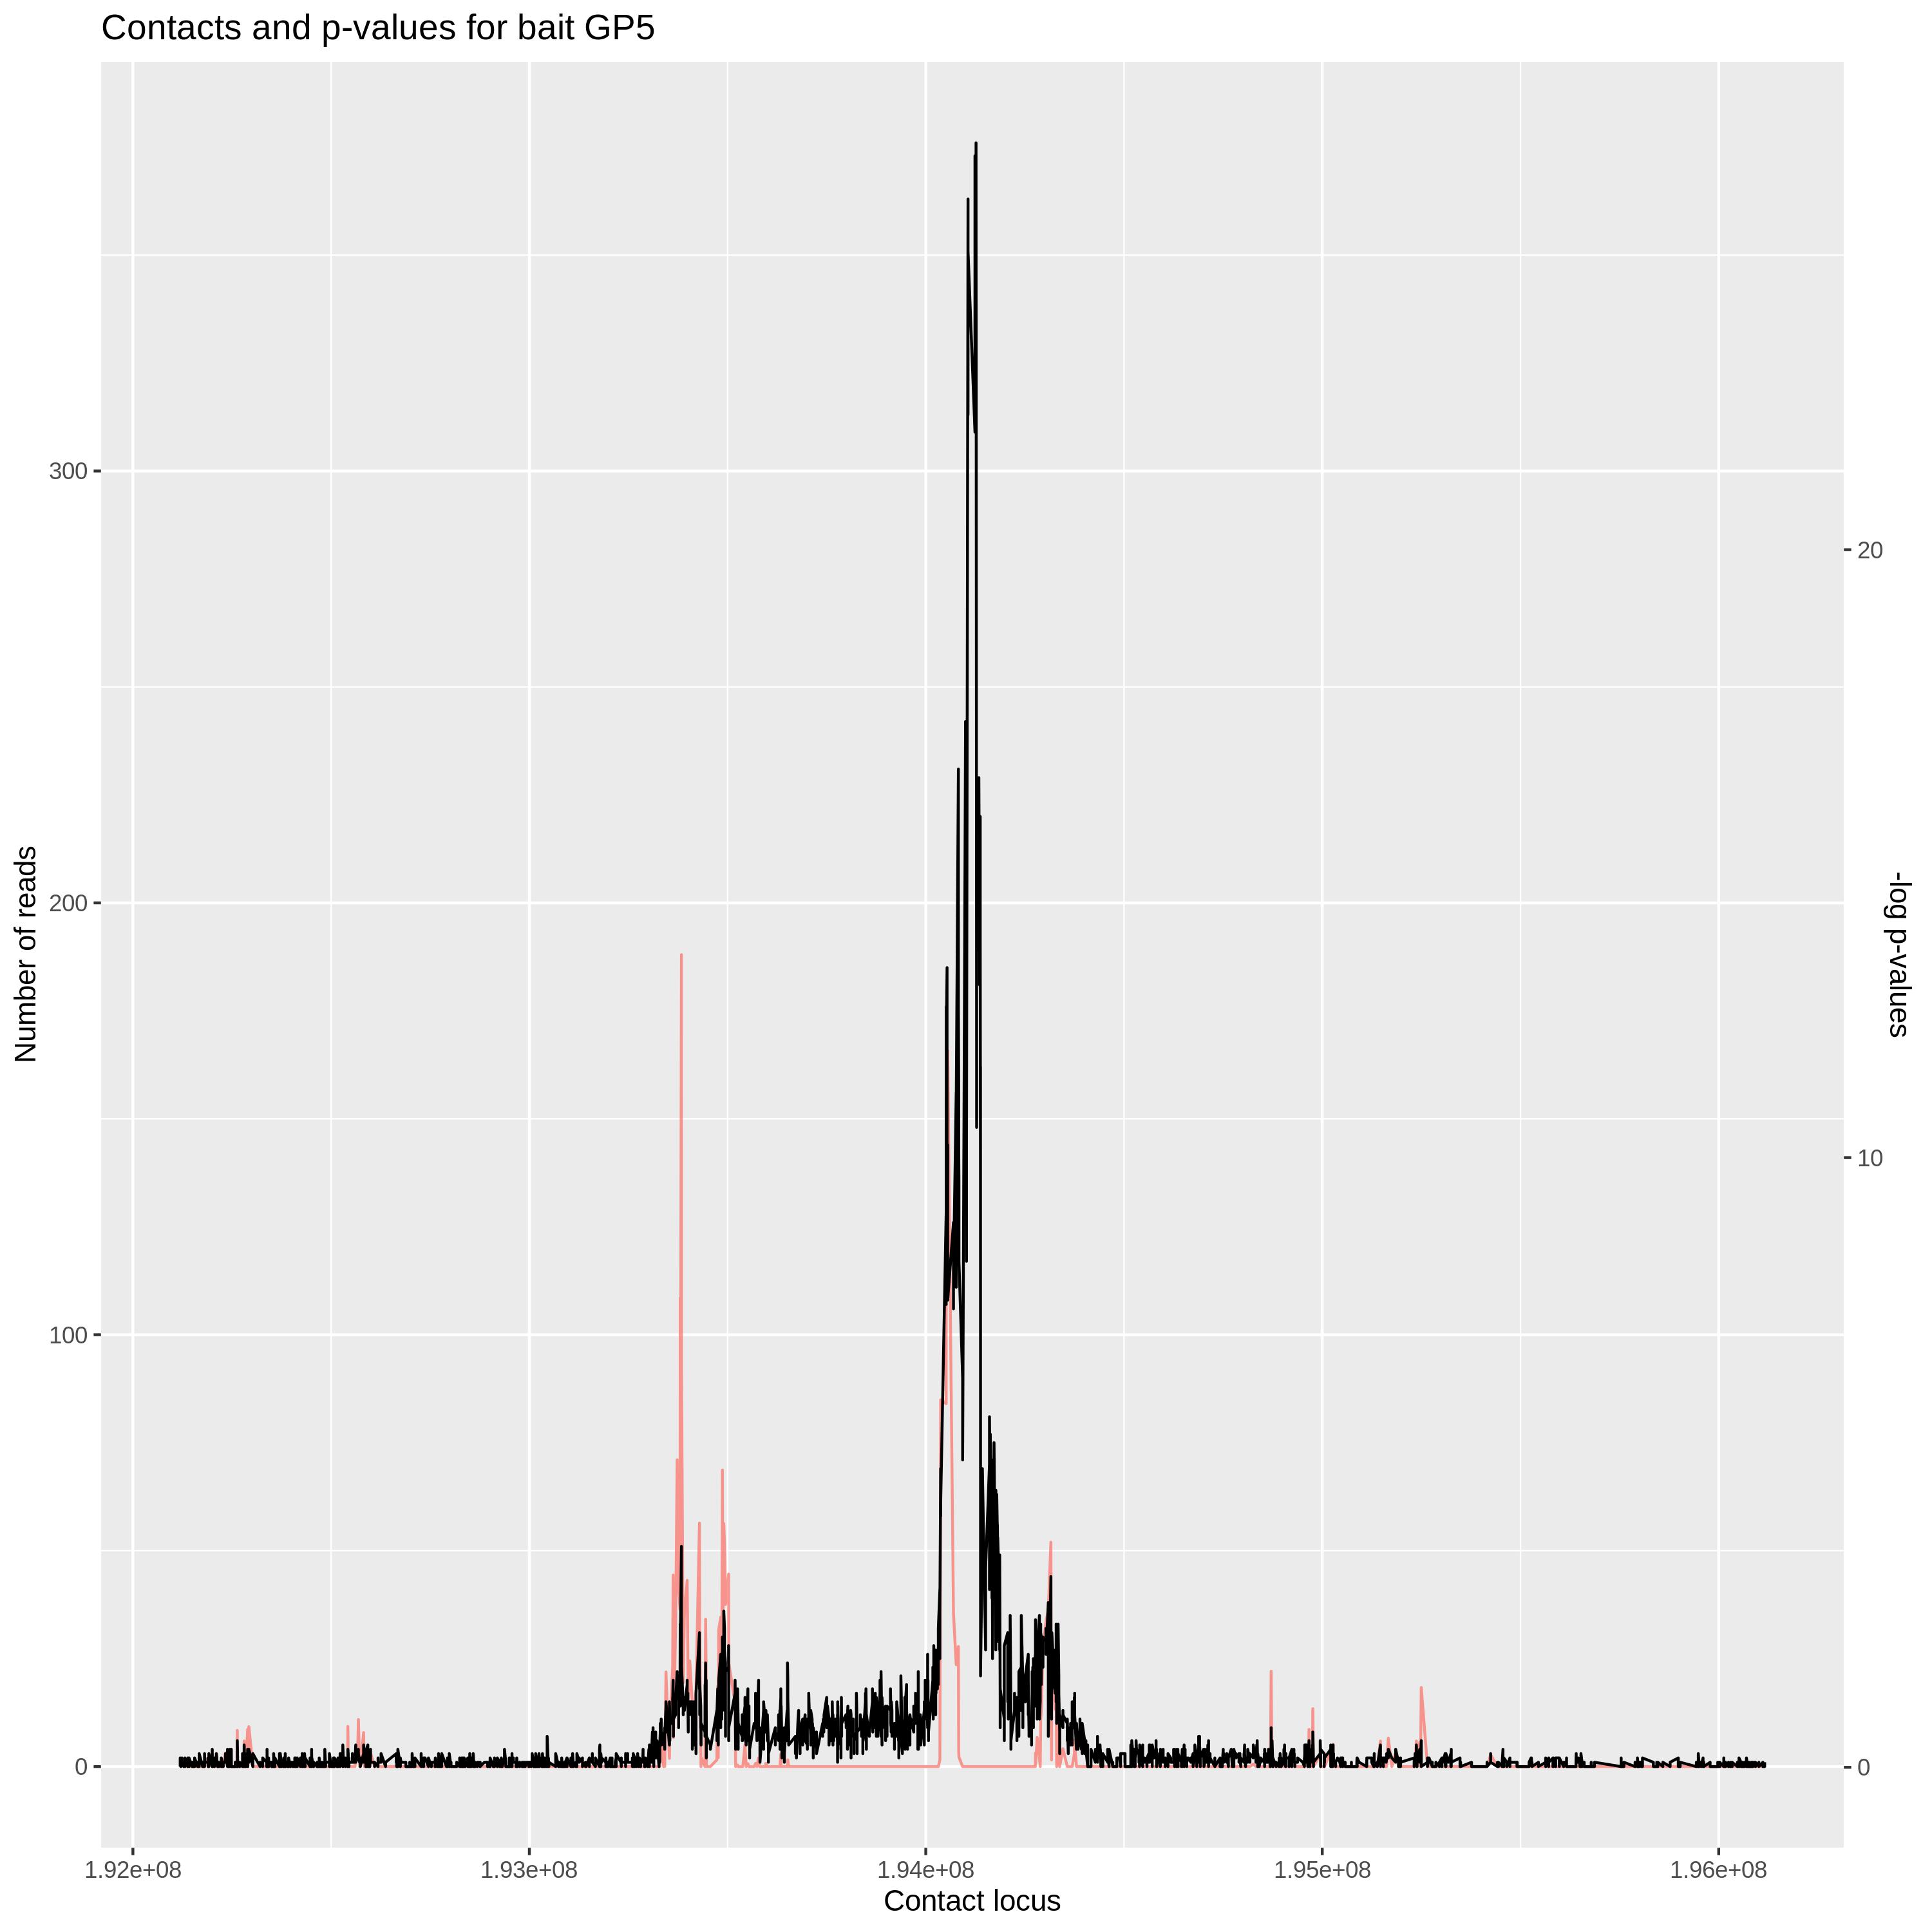 Contacts and p-values for bait GP5
Number of reads
300
200
100
0
20
10
0
-log p-values
1.92e+08 1.93e+08 1.94e+08 1.95e+08 1.96e+08
Contact locus